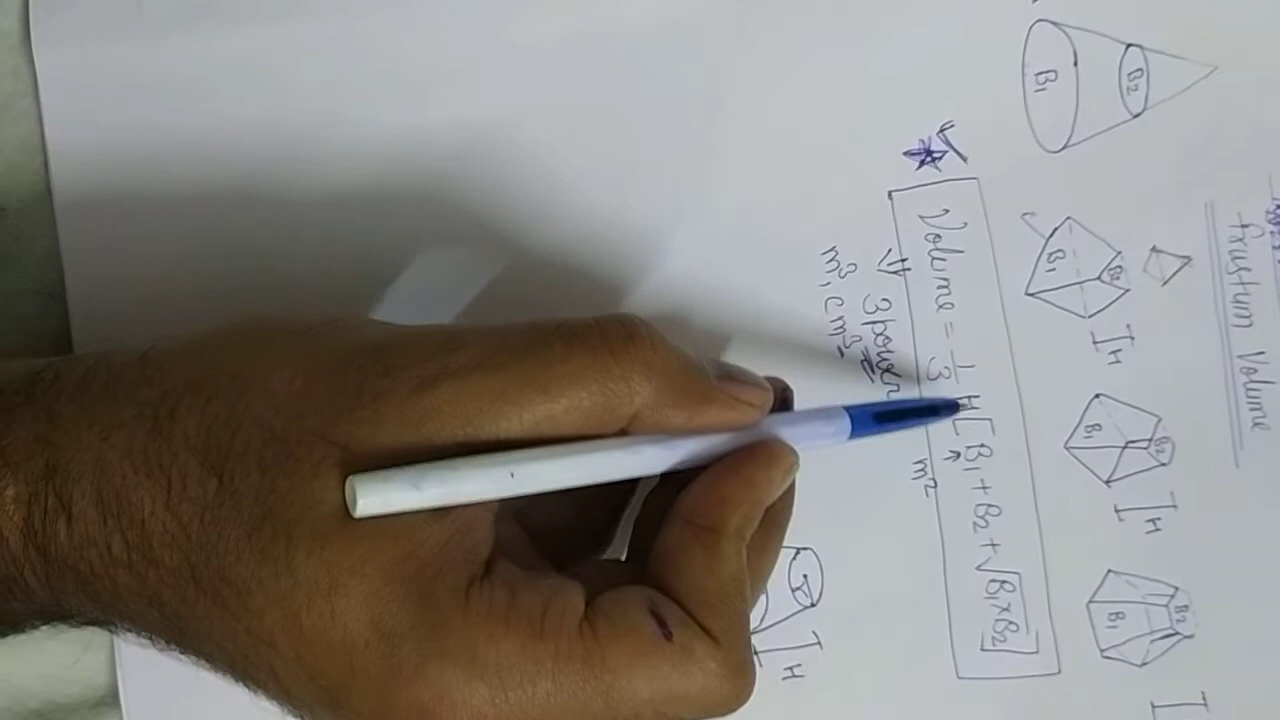 Frustum Volume
B1
B2
B1
B2
H
B1
B2
H
B1
B2
Volume = 1/3 H [B1 + B2 + √B1×B2]
⇓ 3 power
m³, cm³
m²
H